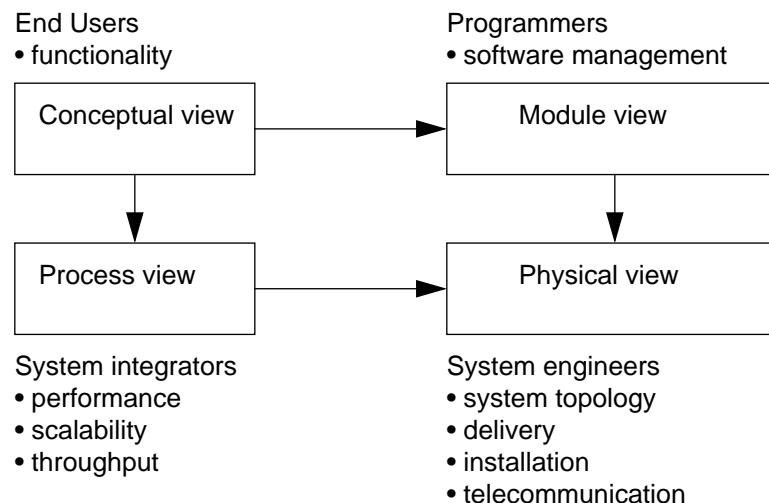 End Users
• functionality
Programmers
• software management
Conceptual view
Module view
Process view
Physical view
System integrators
• performance
• scalability
• throughput
System engineers
• system topology
• delivery
• installation
• telecommunication